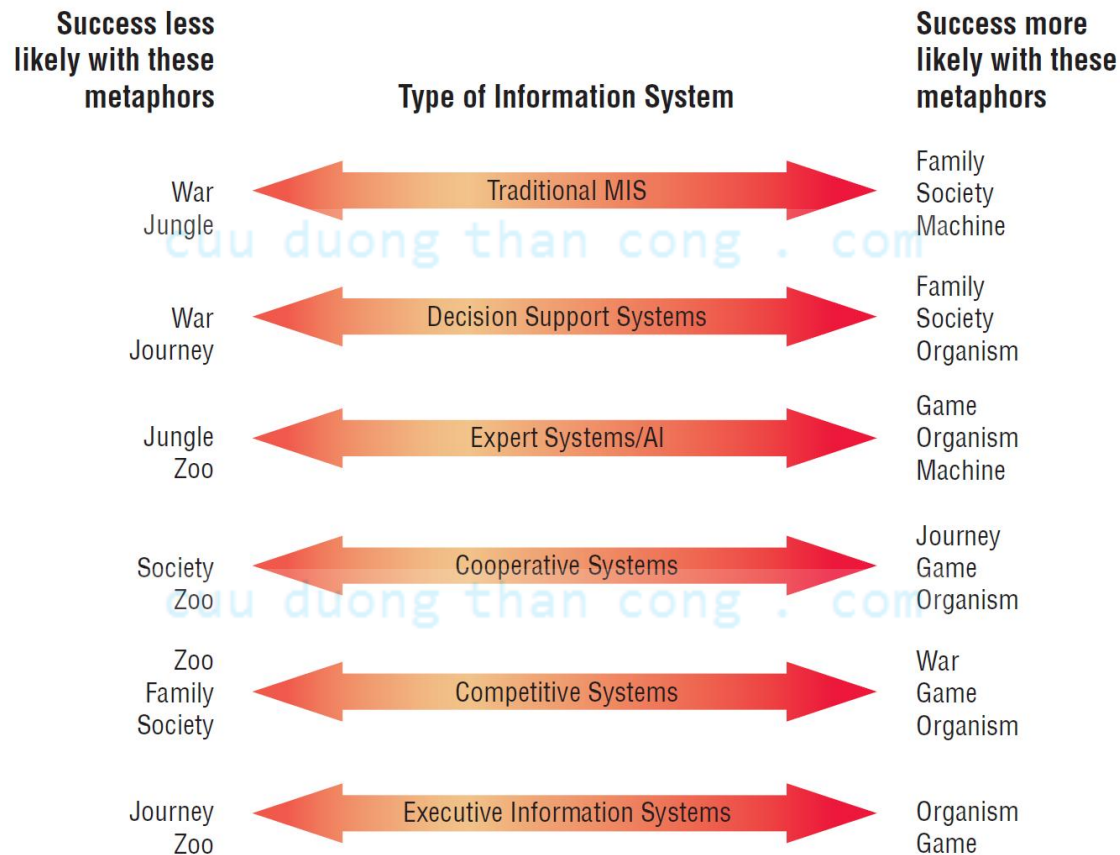 Success less
likely with these
metaphors
Type of Information System
Success more
likely with these
metaphors
War
Jungle
Traditional MIS
Family
Society
Machine
cuu duong than cong . com
War
Journey
Decision Support Systems
Family
Society
Organism
Jungle
Zoo
Expert Systems/AI
Game
Organism
Machine
Society
Zoo
Cooperative Systems
Journey
Game
Organism
cuu duong than cong . com
Zoo
Family
Society
Competitive Systems
War
Game
Organism
Journey
Zoo
Executive Information Systems
Organism
Game